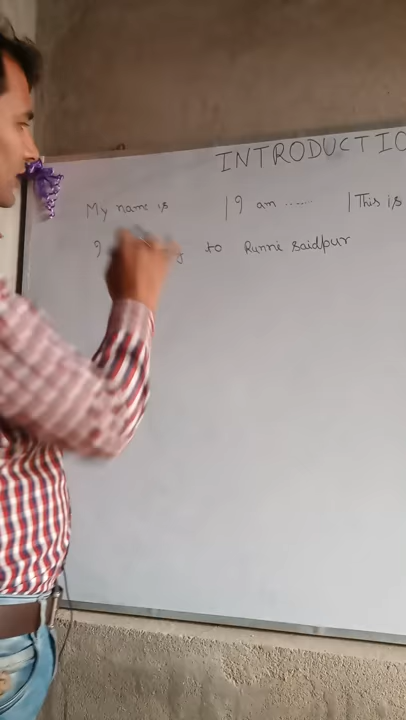 INTRODUCTIO
My name is | I am ...... | This is
I to Runni saidpur